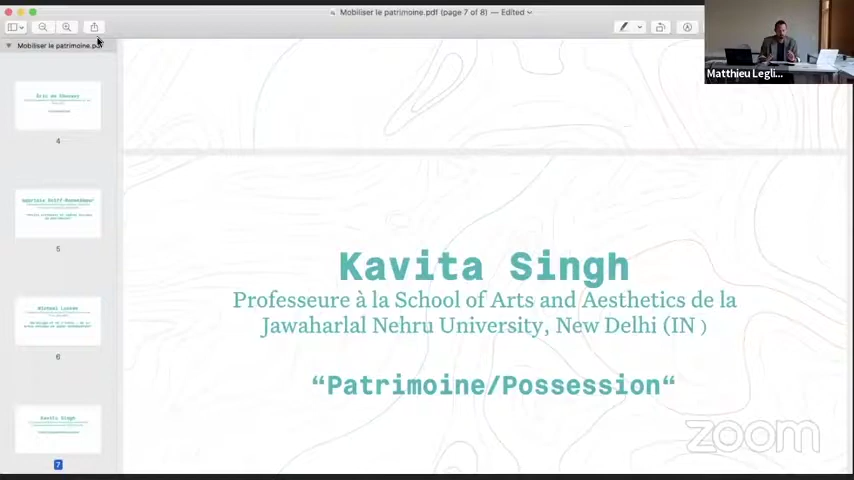 Mobiliser le patrimoine.pdf (page 7 of 8) — Edited
Mobiliser le patrimoine.pdf
Matthieu Legli...
4
5
6
Kavita Singh
7
Kavita Singh
Professeure à la School of Arts and Aesthetics de la
Jawaharlal Nehru University, New Delhi (IN )
“Patrimoine/Possession“
zoom